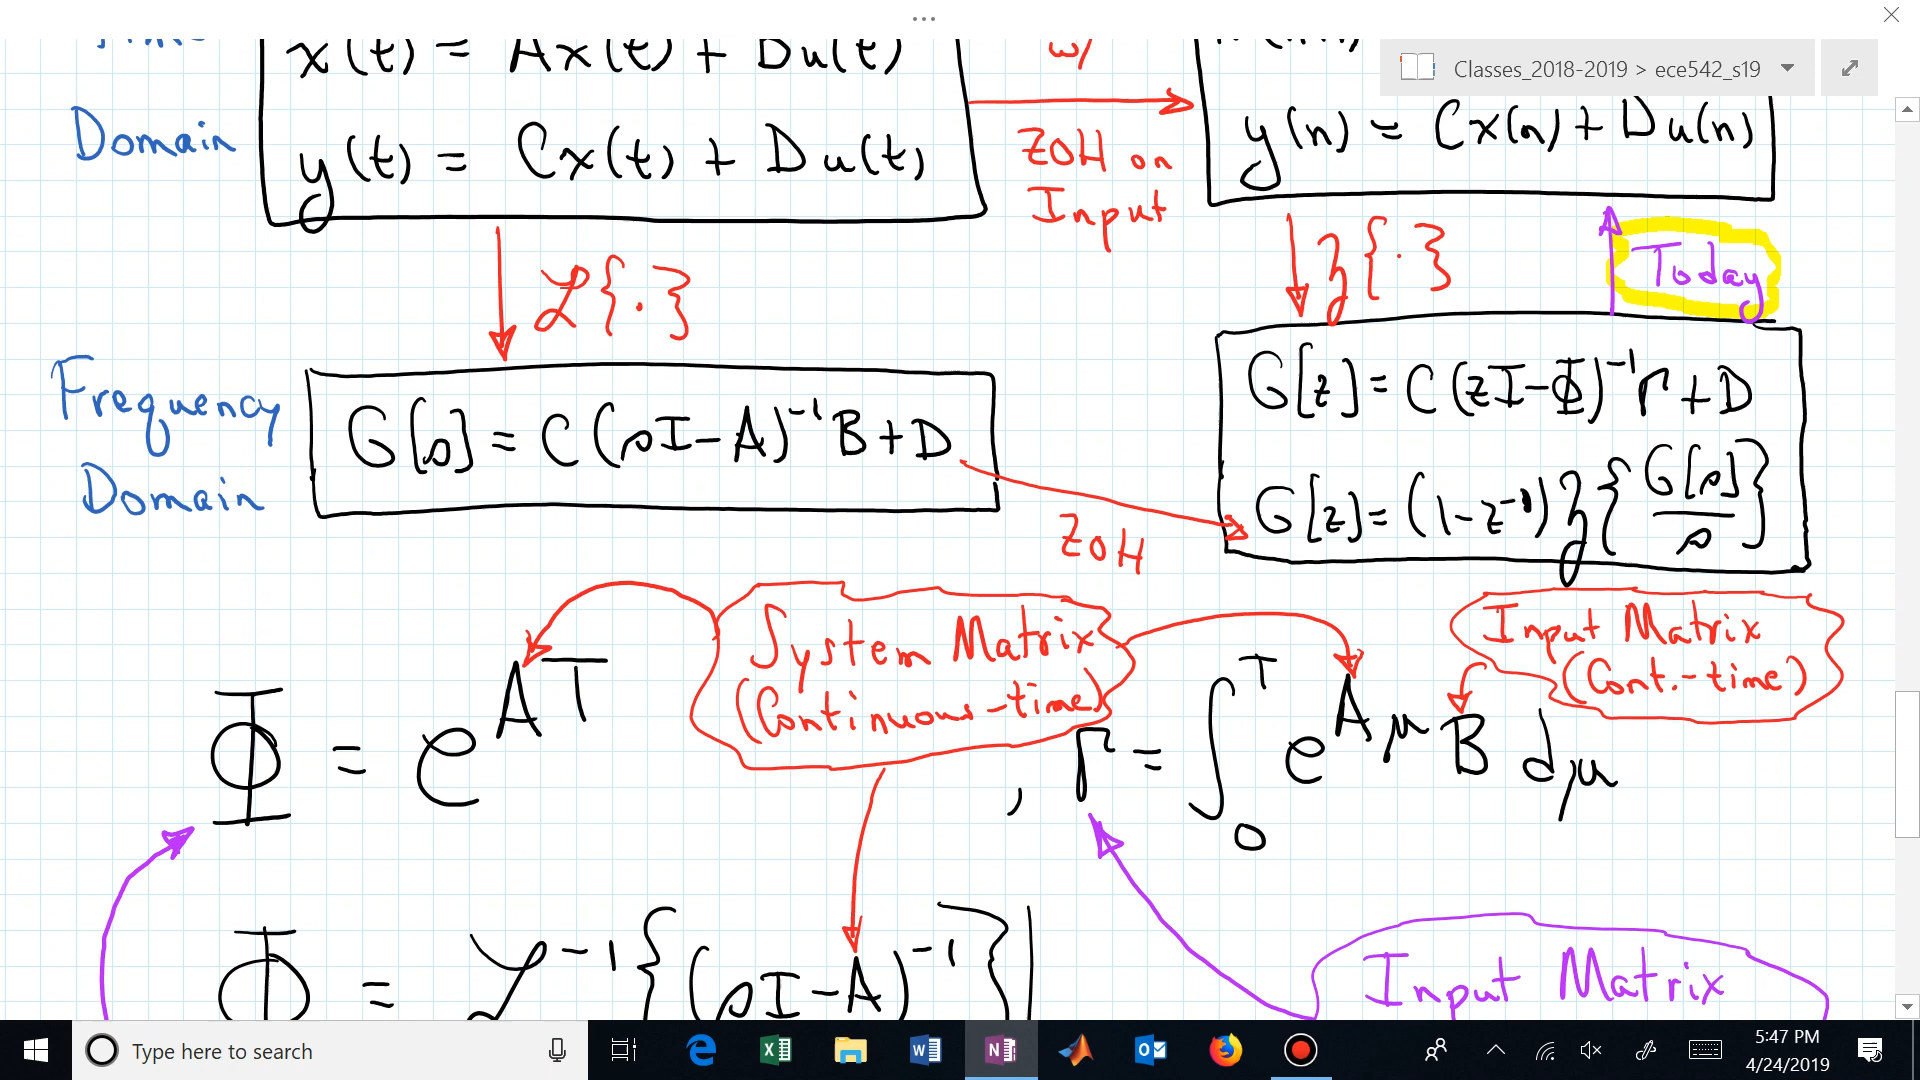 Classes_2018-2019 > ece542_s19
ẋ(t) = Ax(t) + Bu(t)
w/
Domain
y(t) = Cx(t) + Du(t)
ZOH on
Input
y(n) = Cx(n) + Du(n)
ℒ{·}
𝓏{·}
Today
Frequency
Domain
G[s] = C(sI-A)⁻¹B+D
ZOH
G[z] = C(zI-Φ)⁻¹Γ+D
G[z] = (1-z⁻¹)𝓏{G[s]/s}
System Matrix
(Continuous-time)
Input Matrix
(Cont.-time)
Φ = e^{AT} , Γ = ∫₀ᵀ e^{Aμ} B dμ
Φ = ℒ⁻¹{(sI-A)⁻¹}|
Input Matrix
Type here to search
5:47 PM
4/24/2019